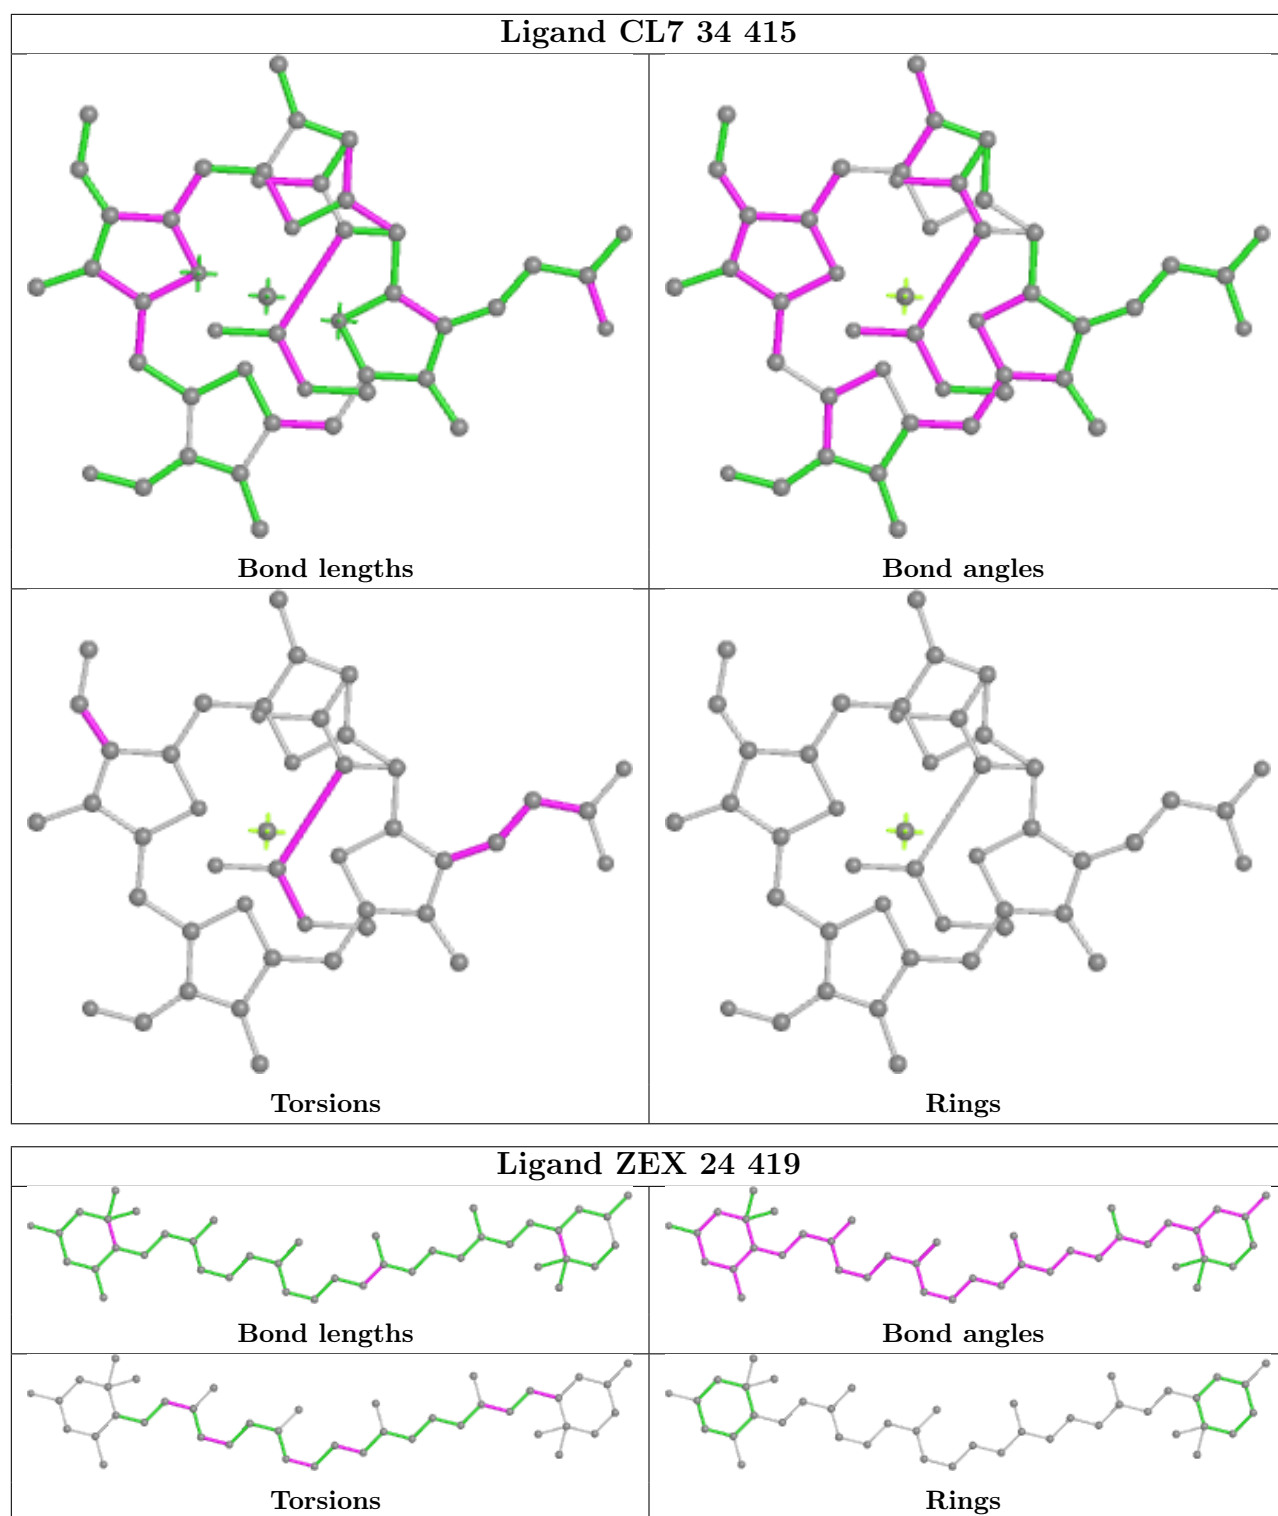 Ligand CL7 34 415
Bond lengths
Bond angles
Torsions
Rings
Ligand ZEX 24 419
Bond lengths
Bond angles
Torsions
Rings